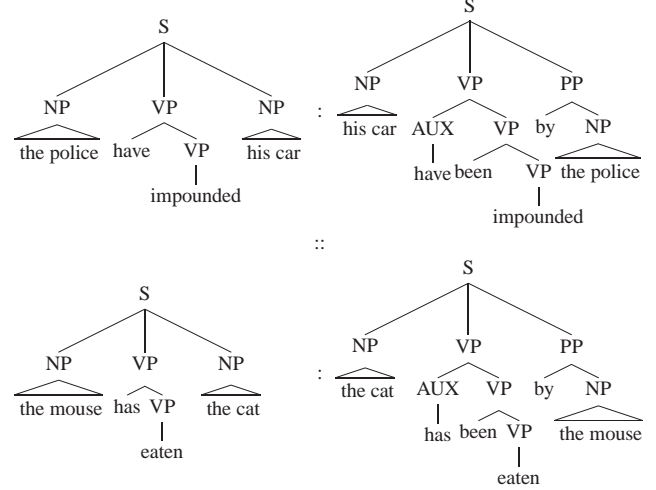 S
NP VP NP
the police have VP his car
impounded
:
S
NP VP PP
his car AUX VP by NP
have been VP the police
impounded
::
S
NP VP NP
the mouse has VP the cat
eaten
:
S
NP VP PP
the cat AUX VP by NP
has been VP the mouse
eaten